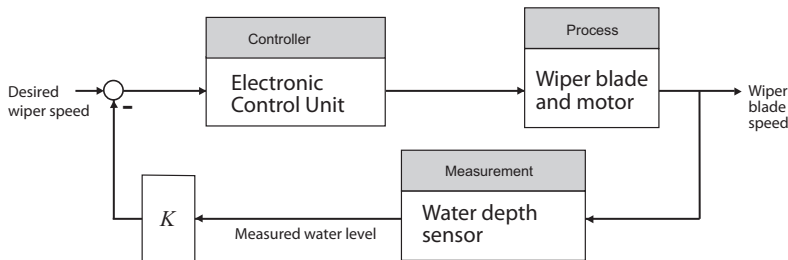 Controller
Process
Desired
wiper speed
-
Electronic
Control Unit
Wiper blade
and motor
Wiper
blade
speed
Measurement
K
Measured water level
Water depth
sensor